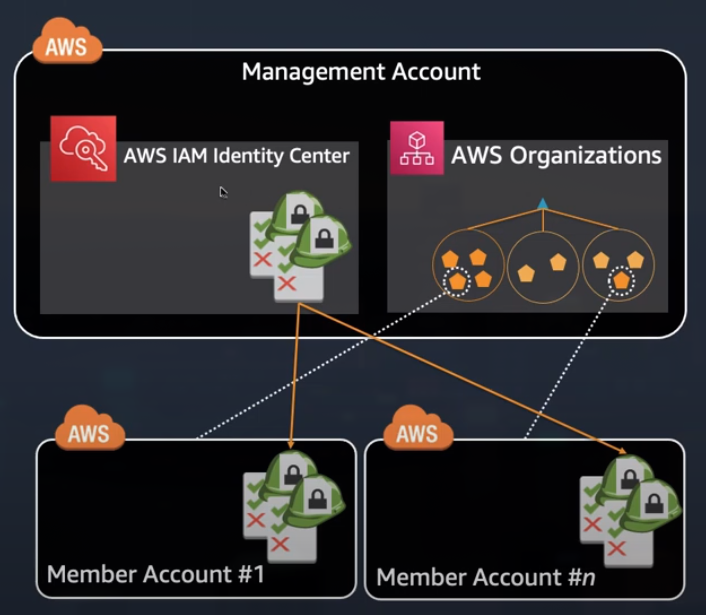 AWS
Management Account
AWS IAM Identity Center
AWS Organizations
AWS
AWS
Member Account #1
Member Account #n